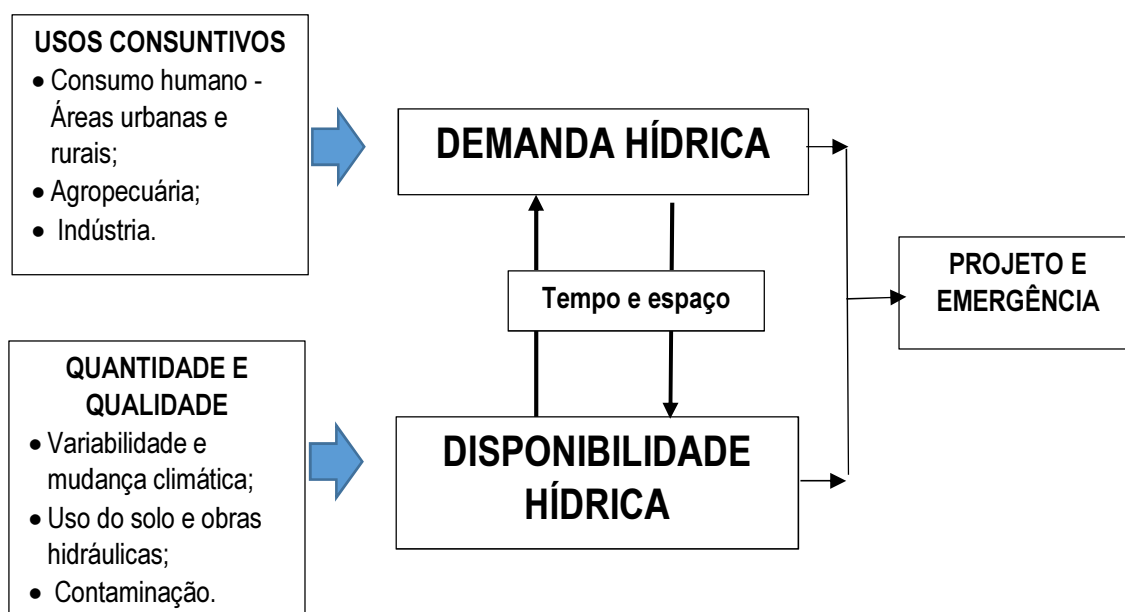 USOS CONSUNTIVOS
• Consumo humano -
Áreas urbanas e
rurais;
• Agropecuária;
• Indústria.
DEMANDA HÍDRICA
Tempo e espaço
PROJETO E
EMERGÊNCIA
QUANTIDADE E
QUALIDADE
• Variabilidade e
mudança climática;
• Uso do solo e obras
hidráulicas;
• Contaminação.
DISPONIBILIDADE
HÍDRICA